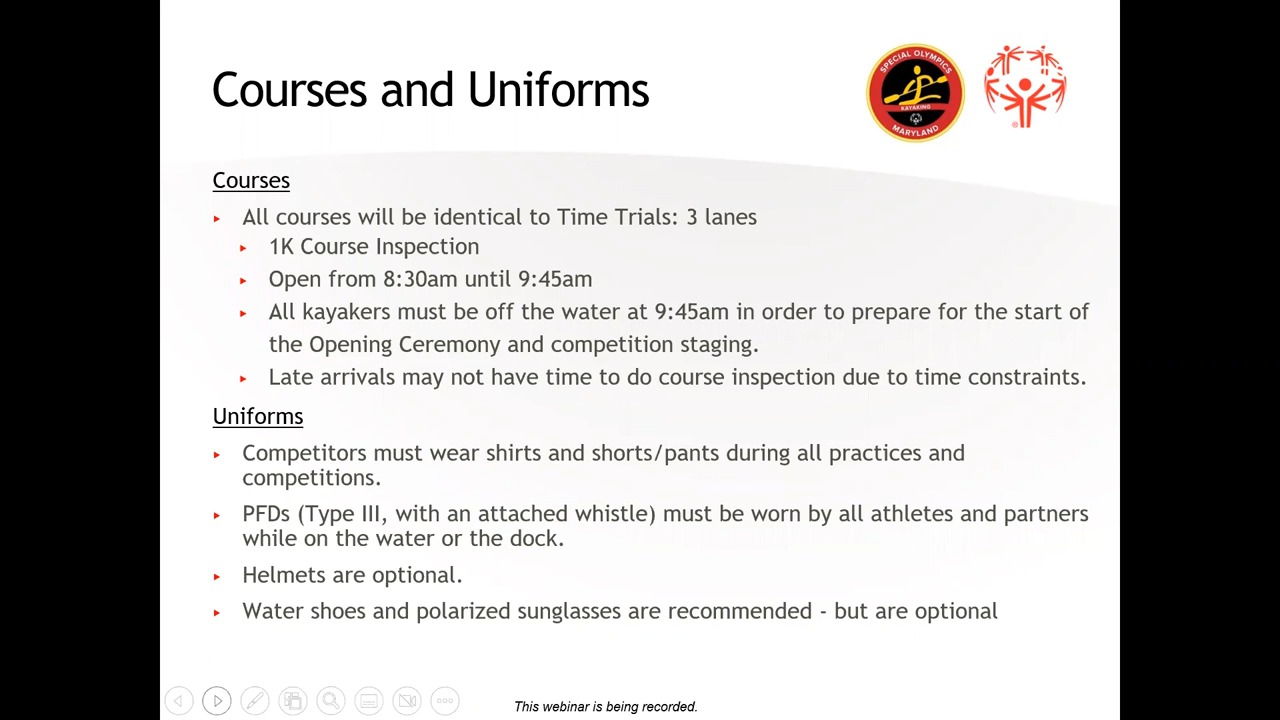 Courses and Uniforms
SPECIAL OLYMPICS
KAYAKING
MARYLAND
Courses
All courses will be identical to Time Trials: 3 lanes
1K Course Inspection
Open from 8:30am until 9:45am
All kayakers must be off the water at 9:45am in order to prepare for the start of
the Opening Ceremony and competition staging.
Late arrivals may not have time to do course inspection due to time constraints.
Uniforms
Competitors must wear shirts and shorts/pants during all practices and
competitions.
PFDs (Type III, with an attached whistle) must be worn by all athletes and partners
while on the water or the dock.
Helmets are optional.
Water shoes and polarized sunglasses are recommended - but are optional
This webinar is being recorded.